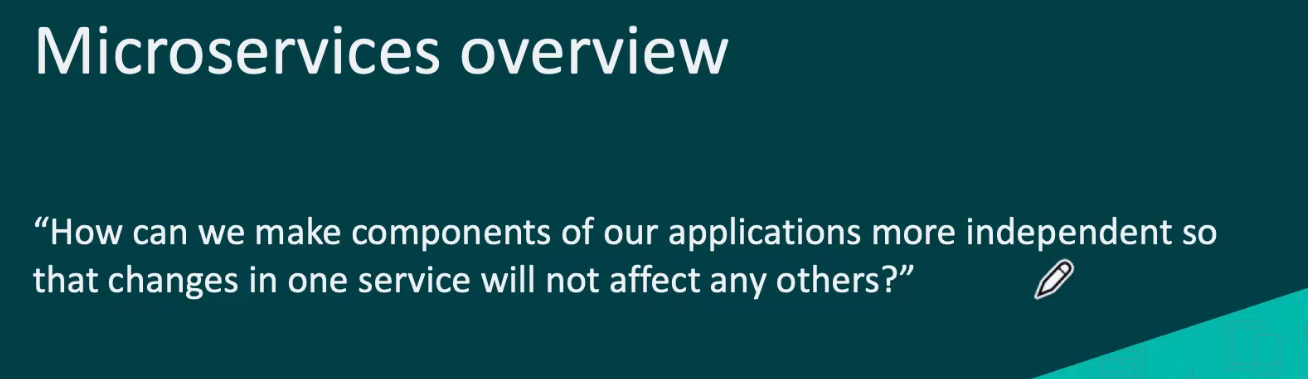 Microservices overview
“How can we make components of our applications more independent so
that changes in one service will not affect any others?”